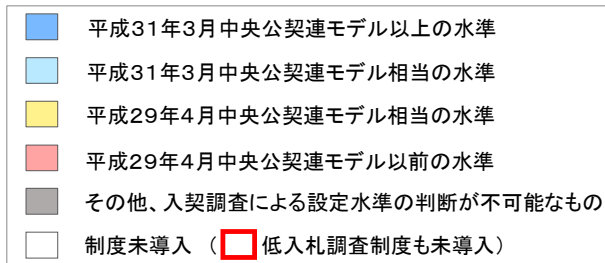 平成31年3月中央公契連モデル以上の水準
平成31年3月中央公契連モデル相当の水準
平成29年4月中央公契連モデル相当の水準
平成29年4月中央公契連モデル以前の水準
その他、入契調査による設定水準の判断が不可能なもの
制度未導入 （ 低入札調査制度も未導入）